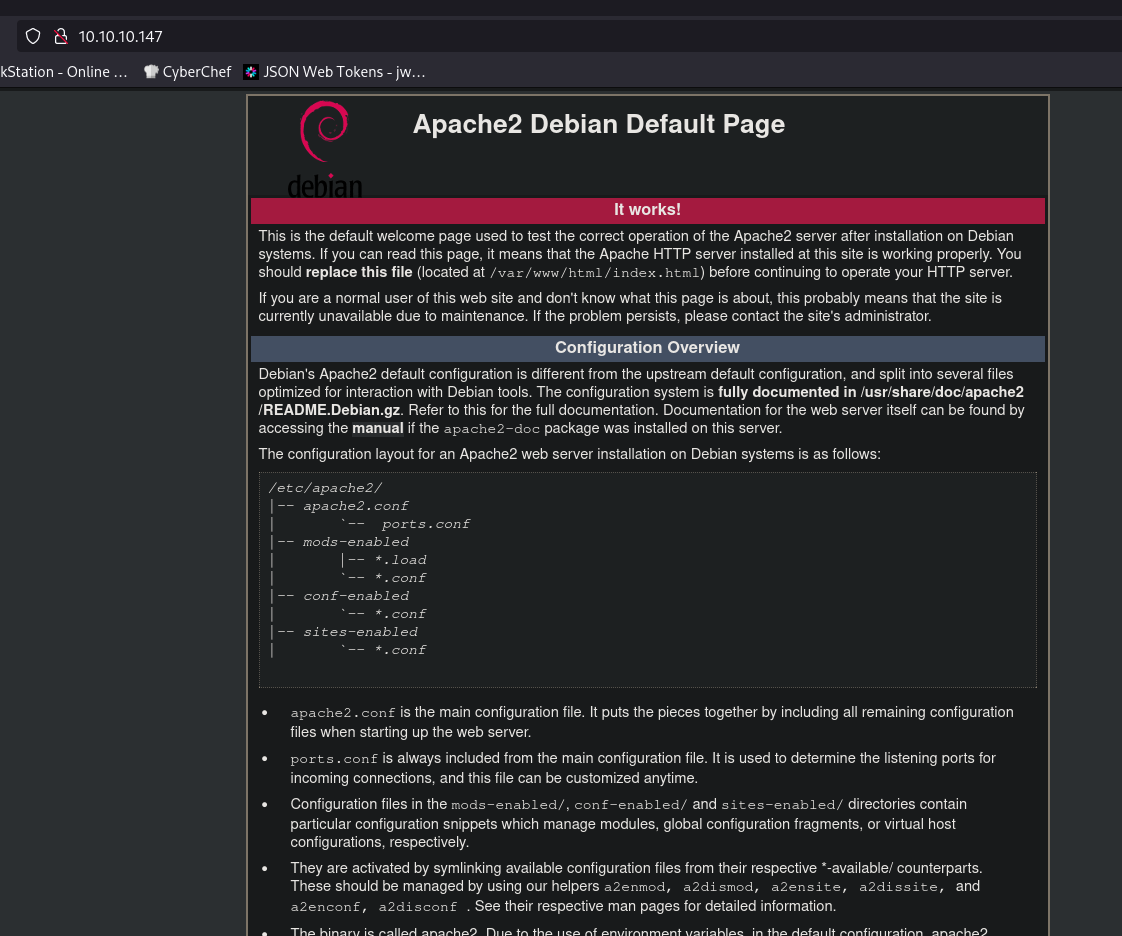 10.10.10.147
kStation - Online …
CyberChef
JSON Web Tokens - jw…
debian
Apache2 Debian Default Page
It works!
This is the default welcome page used to test the correct operation of the Apache2 server after installation on Debian
systems. If you can read this page, it means that the Apache HTTP server installed at this site is working properly. You
should replace this file (located at /var/www/html/index.html) before continuing to operate your HTTP server.
If you are a normal user of this web site and don't know what this page is about, this probably means that the site is
currently unavailable due to maintenance. If the problem persists, please contact the site's administrator.
Configuration Overview
Debian's Apache2 default configuration is different from the upstream default configuration, and split into several files
optimized for interaction with Debian tools. The configuration system is fully documented in /usr/share/doc/apache2
/README.Debian.gz. Refer to this for the full documentation. Documentation for the web server itself can be found by
accessing the manual if the apache2-doc package was installed on this server.
The configuration layout for an Apache2 web server installation on Debian systems is as follows:
/etc/apache2/
|-- apache2.conf
|       `--  ports.conf
|-- mods-enabled
|       |-- *.load
|       `-- *.conf
|-- conf-enabled
|       `-- *.conf
|-- sites-enabled
|       `-- *.conf
• apache2.conf is the main configuration file. It puts the pieces together by including all remaining configuration
files when starting up the web server.
• ports.conf is always included from the main configuration file. It is used to determine the listening ports for
incoming connections, and this file can be customized anytime.
• Configuration files in the mods-enabled/, conf-enabled/ and sites-enabled/ directories contain
particular configuration snippets which manage modules, global configuration fragments, or virtual host
configurations, respectively.
• They are activated by symlinking available configuration files from their respective *-available/ counterparts.
These should be managed by using our helpers a2enmod, a2dismod, a2ensite, a2dissite, and
a2enconf, a2disconf . See their respective man pages for detailed information.
• The binary is called apache2. Due to the use of environment variables, in the default configuration, apache2